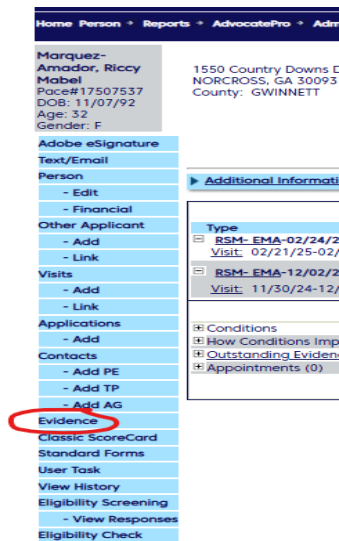 Home Person Reports AdvocatePro
Marquez-
Amador, Riccy
Mabel
Pace#17507537
DOB: 11/07/92
Age: 32
Gender: F
1550 Country Downs D
NORCROSS, GA 30093
County: GWINNETT
Adobe eSignature
Text/Email
Person
- Edit
- Financial
Other Applicant
- Add
- Link
Visits
- Add
- Link
Applications
- Add
Contacts
- Add PE
- Add TP
- Add AG
Evidence
Classic ScoreCard
Standard Forms
User Task
View History
Eligibility Screening
- View Responses
Eligibility Check
Additional Informati
Type
RSM- EMA-02/24/2
Visit: 02/21/25-02/
RSM- EMA-12/02/2
Visit: 11/30/24-12/
Conditions
How Conditions Imp
Outstanding Eviden
Appointments (0)